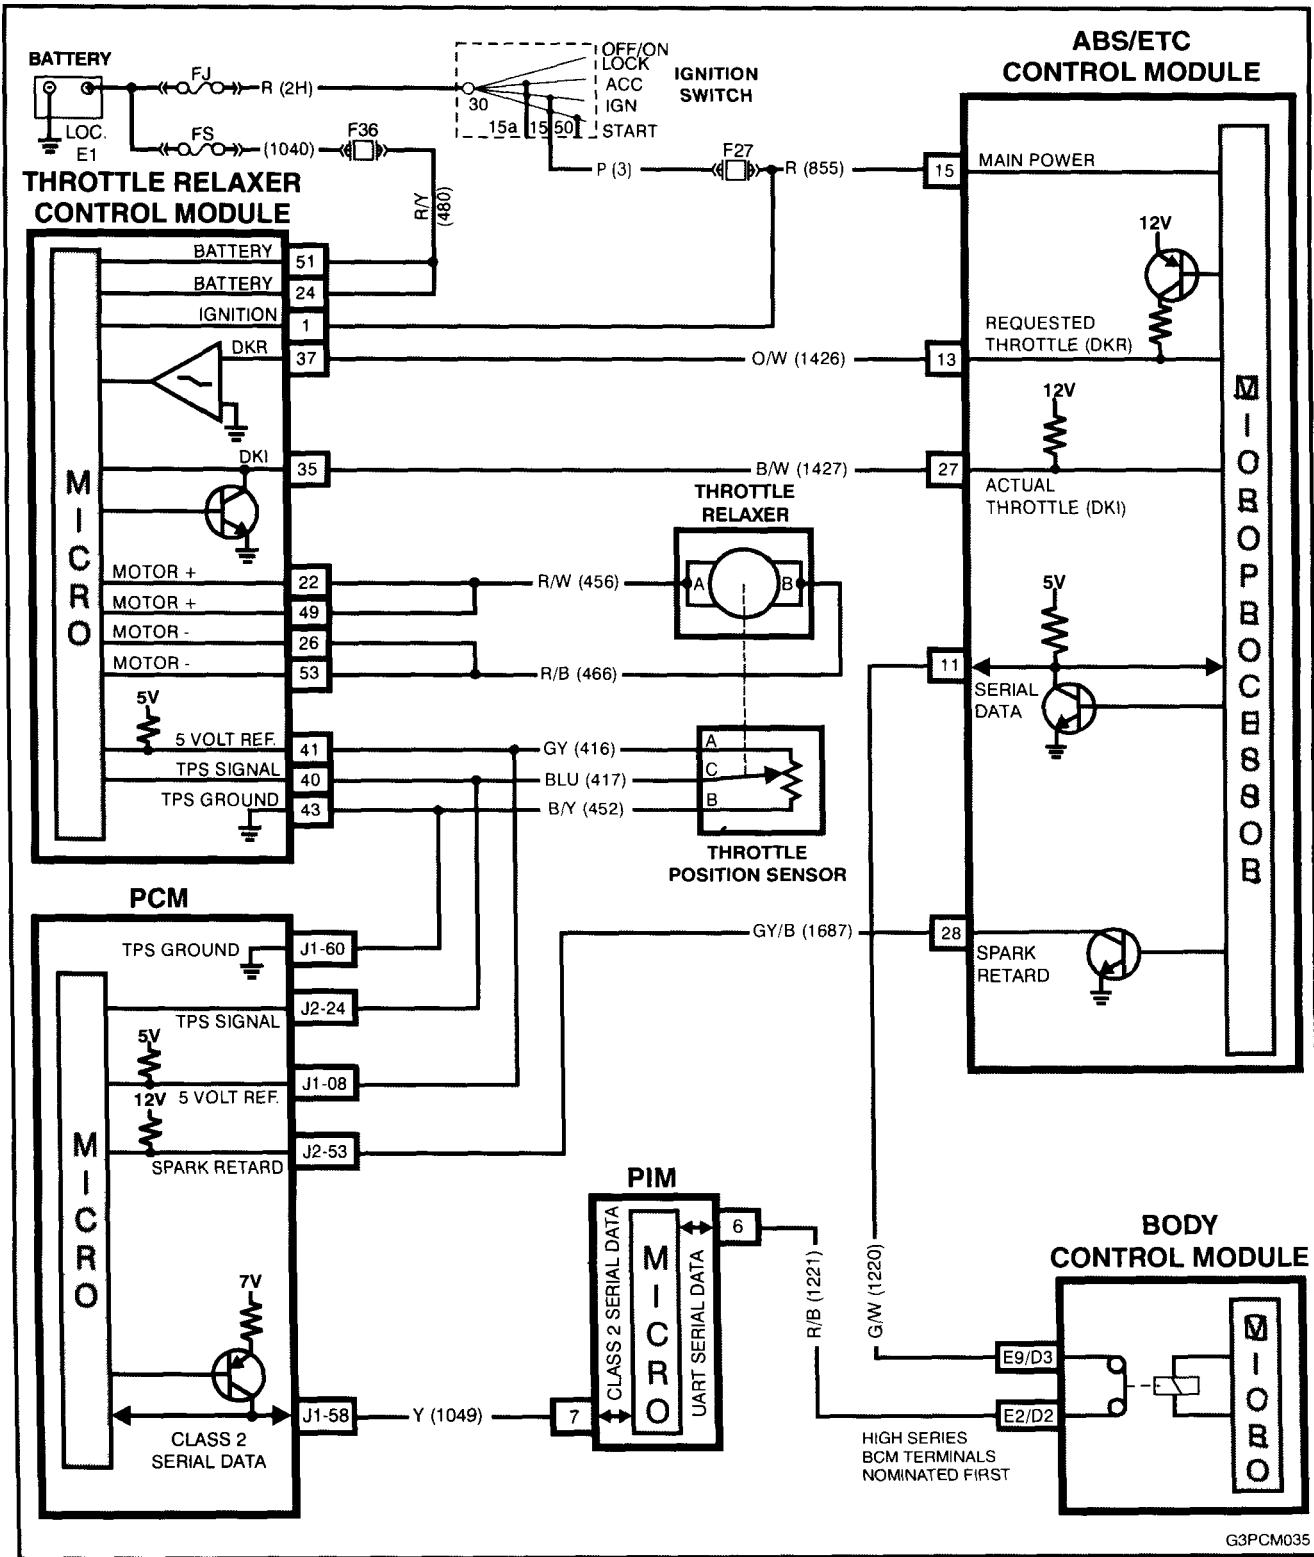 BATTERY
LOC.
E1
FJ
R (2H)
FS
(1040)
F36
R/Y
(480)
30
15a
15
50
OFF/ON
LOCK
ACC
IGN
START
IGNITION
SWITCH
P (3)
F27
R (855)
THROTTLE RELAXER
CONTROL MODULE
MICRO
BATTERY
51
BATTERY
24
IGNITION
1
DKR
37
O/W (1426)
DKI
35
B/W (1427)
MOTOR +
22
R/W (456)
MOTOR +
49
MOTOR -
26
MOTOR -
53
R/B (466)
5V
5 VOLT REF.
41
GY (416)
TPS SIGNAL
40
BLU (417)
TPS GROUND
43
B/Y (452)
THROTTLE
RELAXER
A
B
A
C
B
THROTTLE
POSITION SENSOR
ABS/ETC
CONTROL MODULE
MICROPROCESSOR
15
MAIN POWER
12V
REQUESTED
THROTTLE (DKR)
13
12V
27
ACTUAL
THROTTLE (DKI)
5V
11
SERIAL
DATA
GY/B (1687)
28
SPARK
RETARD
PCM
MICRO
TPS GROUND
J1-60
J2-24
TPS SIGNAL
5V
J1-08
5 VOLT REF.
12V
J2-53
SPARK RETARD
7V
J1-58
CLASS 2
SERIAL DATA
Y (1049)
PIM
7
CLASS 2 SERIAL DATA
MICRO
UART SERIAL DATA
6
R/B (1221)
G/W (1220)
BODY
CONTROL MODULE
E9/D3
E2/D2
MICRO
HIGH SERIES
BCM TERMINALS
NOMINATED FIRST
G3PCM035